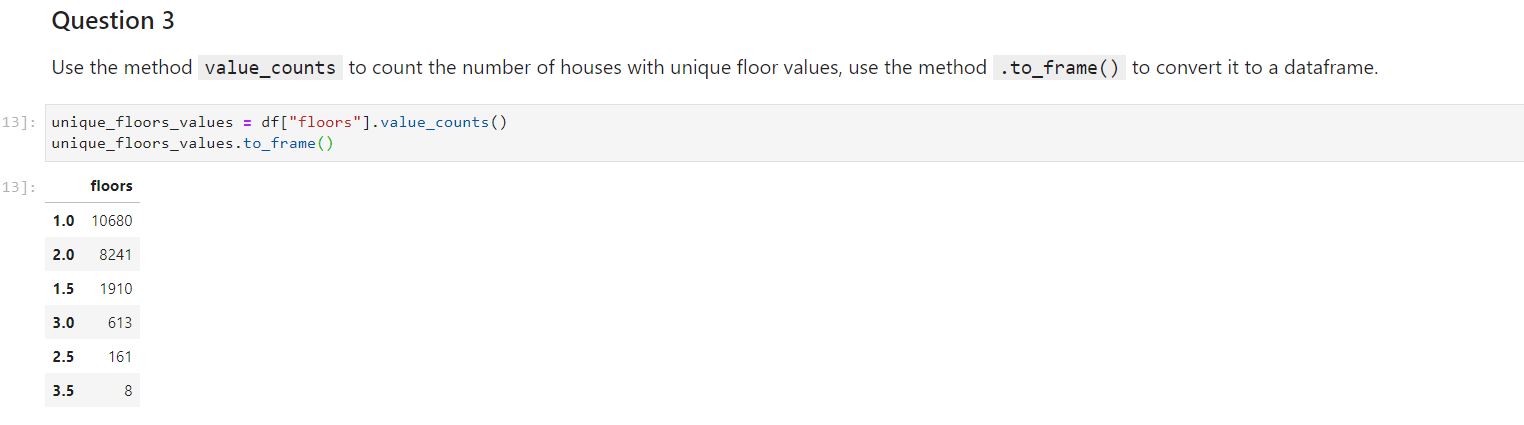 Question 3
Use the method value_counts to count the number of houses with unique floor values, use the method .to_frame() to convert it to a dataframe.
13]: unique_floors_values = df["floors"].value_counts()
unique_floors_values.to_frame()
13]: floors
1.0 10680
2.0 8241
1.5 1910
3.0 613
2.5 161
3.5 8